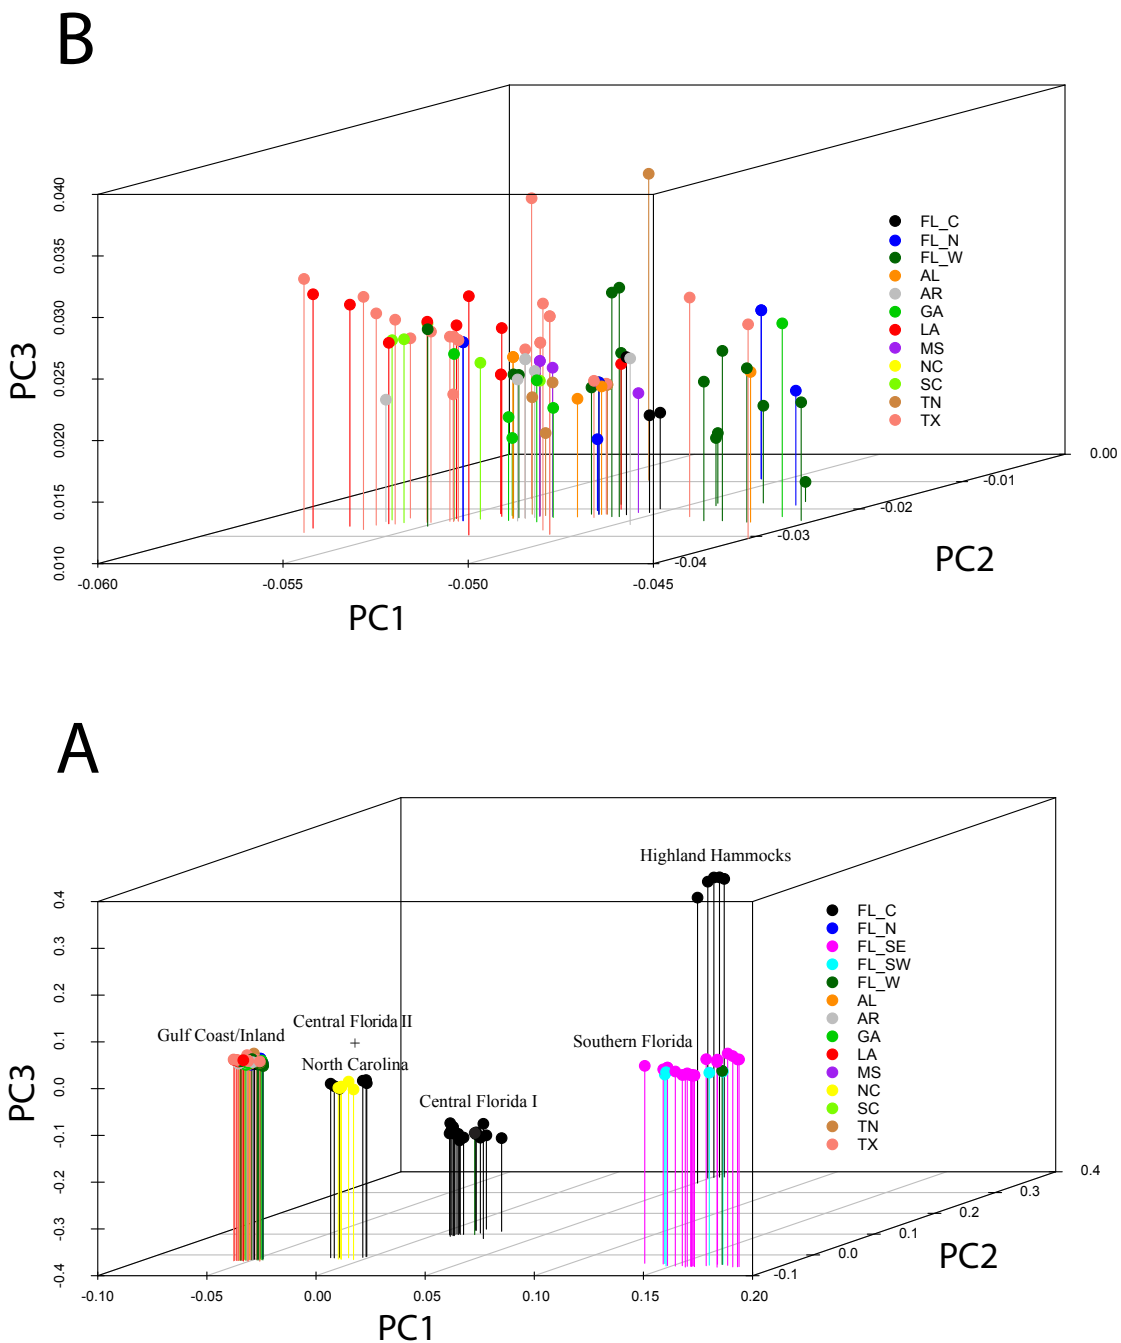 B
PC3
0.040
0.035
0.030
0.025
0.020
0.015
0.010
FL_C
FL_N
FL_W
AL
AR
GA
LA
MS
NC
SC
TN
TX
0.00
-0.01
-0.02
-0.03
-0.04
PC2
-0.060
-0.055
-0.050
-0.045
PC1
A
PC3
0.4
0.3
0.2
0.1
0.0
-0.1
-0.2
-0.3
-0.4
Highland Hammocks
Gulf Coast/Inland
Central Florida II
+
North Carolina
Central Florida I
Southern Florida
FL_C
FL_N
FL_SE
FL_SW
FL_W
AL
AR
GA
LA
MS
NC
SC
TN
TX
0.4
0.3
0.2
0.1
0.0
-0.1
PC2
-0.10
-0.05
0.00
0.05
0.10
0.15
0.20
PC1